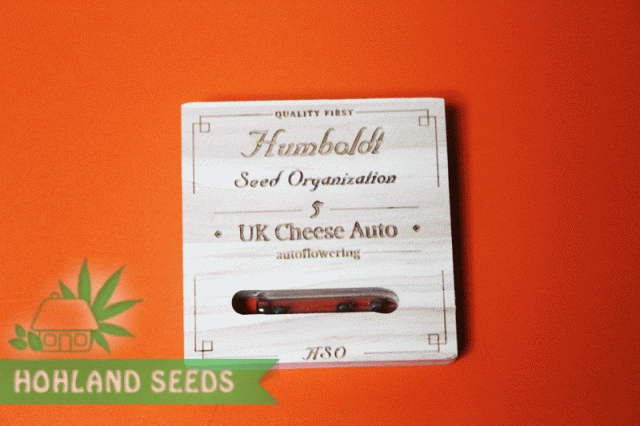 QUALITY FIRST
Humboldt
Seed Organization
5
UK Cheese Auto
autoflowering
HSO
HOHLAND SEEDS